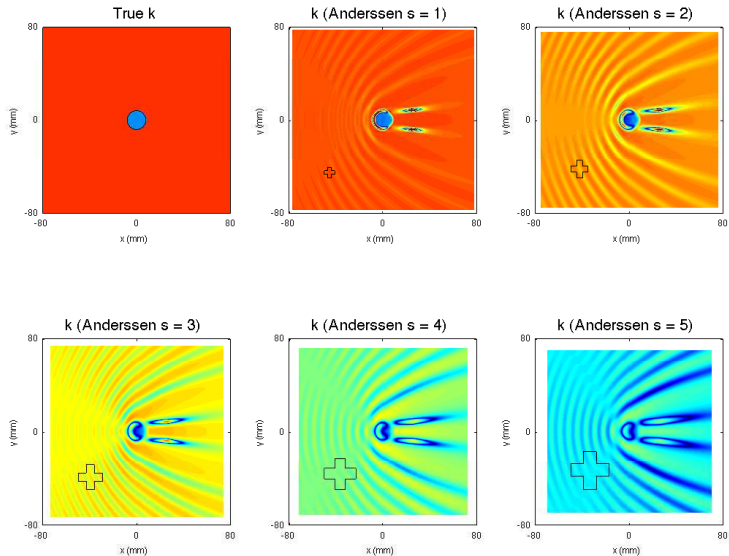 True k
k (Anderssen s = 1)
k (Anderssen s = 2)
80
0
-80
y (mm)
-80
0
80
x (mm)
80
0
-80
y (mm)
-80
0
80
x (mm)
80
0
-80
y (mm)
-80
0
80
x (mm)
k (Anderssen s = 3)
k (Anderssen s = 4)
k (Anderssen s = 5)
80
0
-80
y (mm)
-80
0
80
x (mm)
80
0
-80
y (mm)
-80
0
80
x (mm)
80
0
-80
y (mm)
-80
0
80
x (mm)